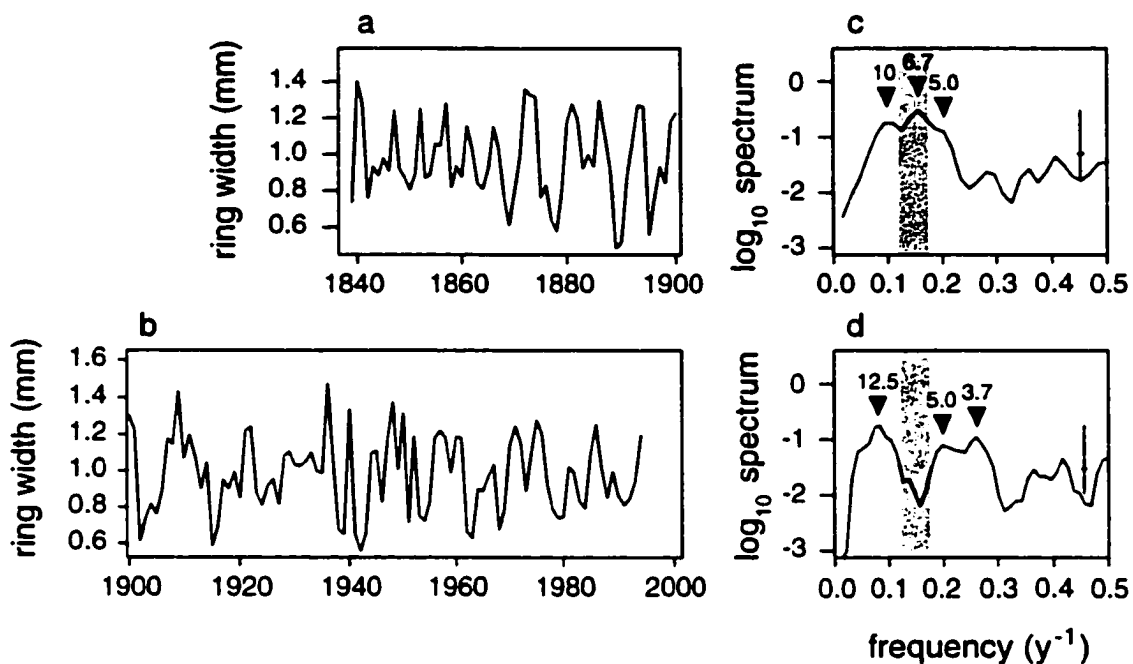 a
ring width (mm)
1.4
1.2
1.0
0.8
0.6
1840 1860 1880 1900
c
log10 spectrum
0
-1
-2
-3
10 6.7 5.0
0.0 0.1 0.2 0.3 0.4 0.5
b
ring width (mm)
1.6
1.4
1.2
1.0
0.8
0.6
1900 1920 1940 1960 1980 2000
d
log10 spectrum
0
-1
-2
-3
12.5 5.0 3.7
0.0 0.1 0.2 0.3 0.4 0.5
frequency (y⁻¹)